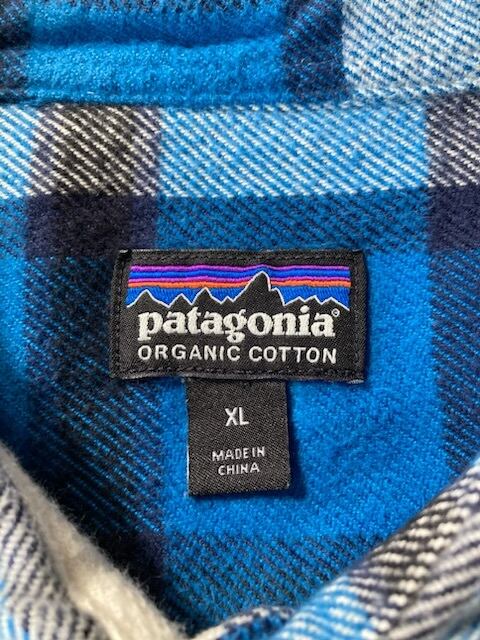 patagonia®
ORGANIC COTTON
XL
MADE IN
CHINA